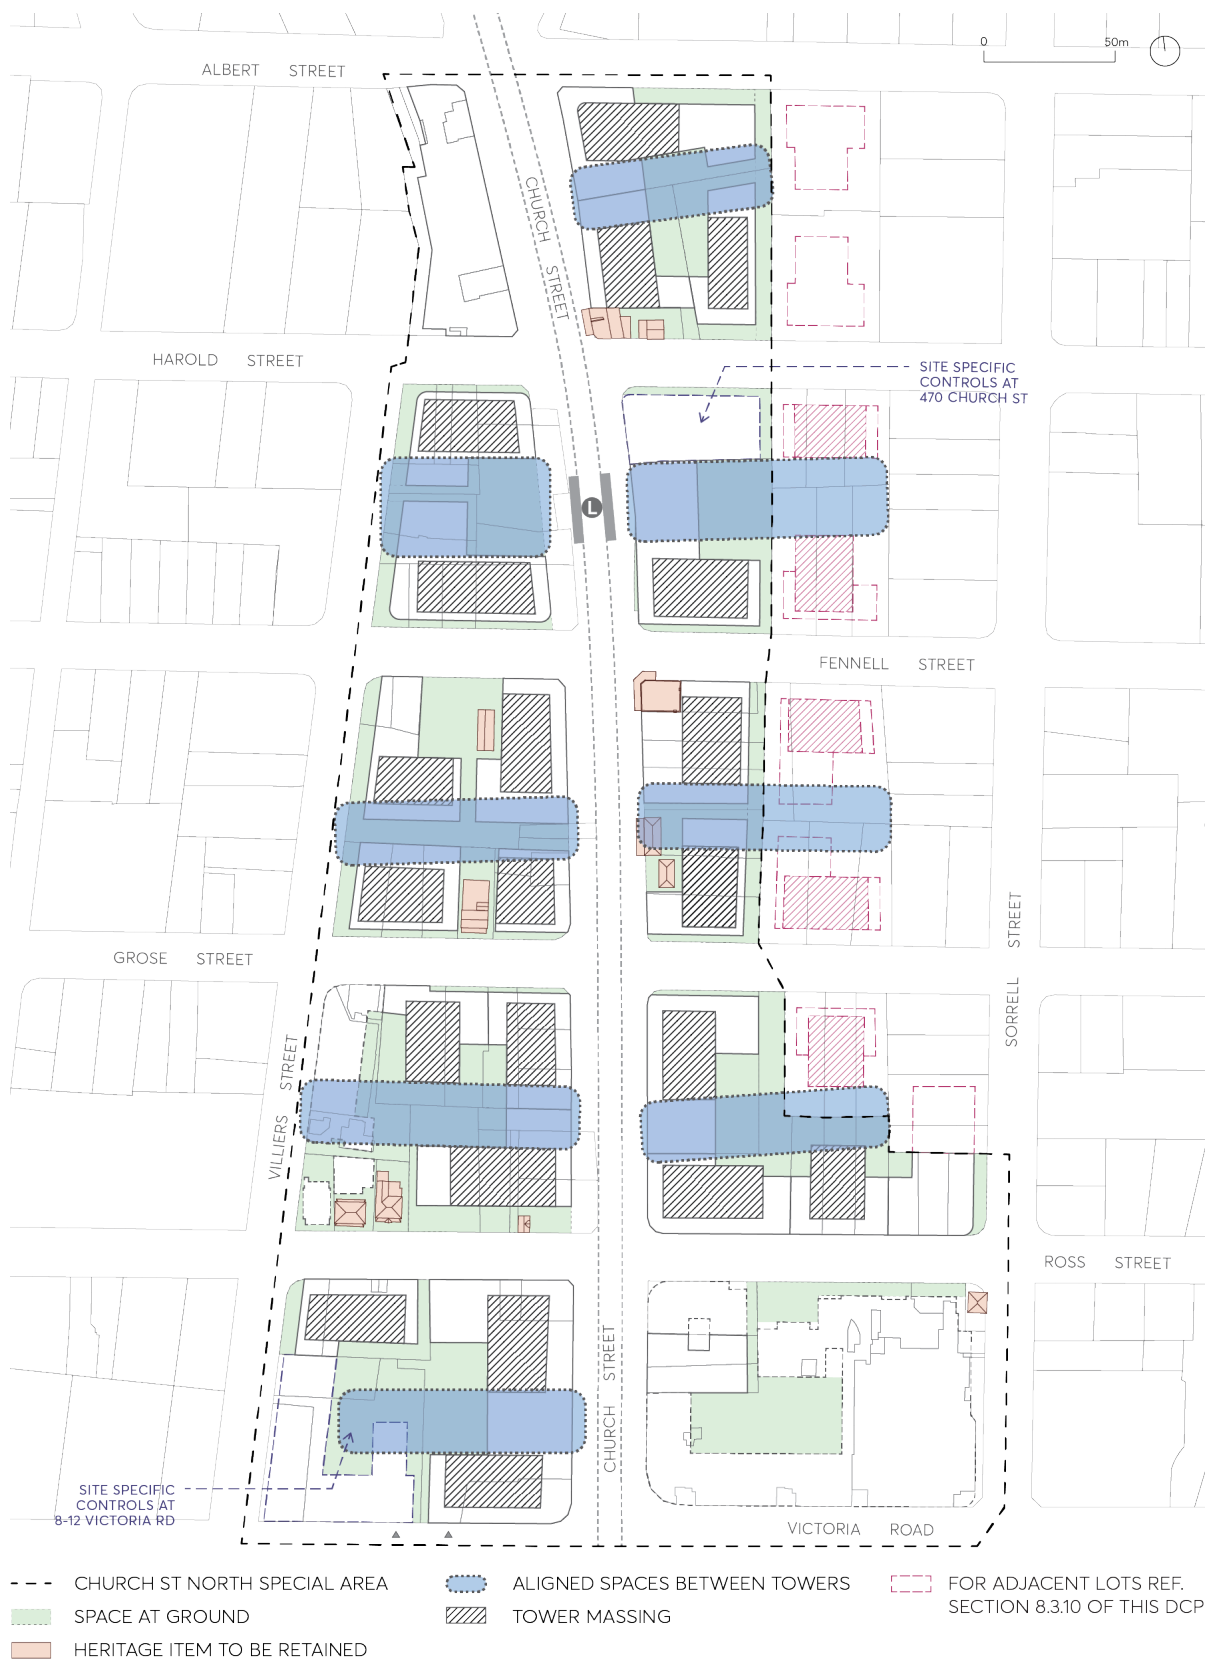 0 50m
ALBERT STREET
CHURCH STREET
HAROLD STREET
SITE SPECIFIC
CONTROLS AT
470 CHURCH ST
L
FENNELL STREET
SORRELL STREET
GROSE STREET
VILLIERS STREET
ROSS STREET
CHURCH STREET
SITE SPECIFIC
CONTROLS AT
8-12 VICTORIA RD
VICTORIA ROAD
CHURCH ST NORTH SPECIAL AREA
SPACE AT GROUND
HERITAGE ITEM TO BE RETAINED
ALIGNED SPACES BETWEEN TOWERS
TOWER MASSING
FOR ADJACENT LOTS REF.
SECTION 8.3.10 OF THIS DCP